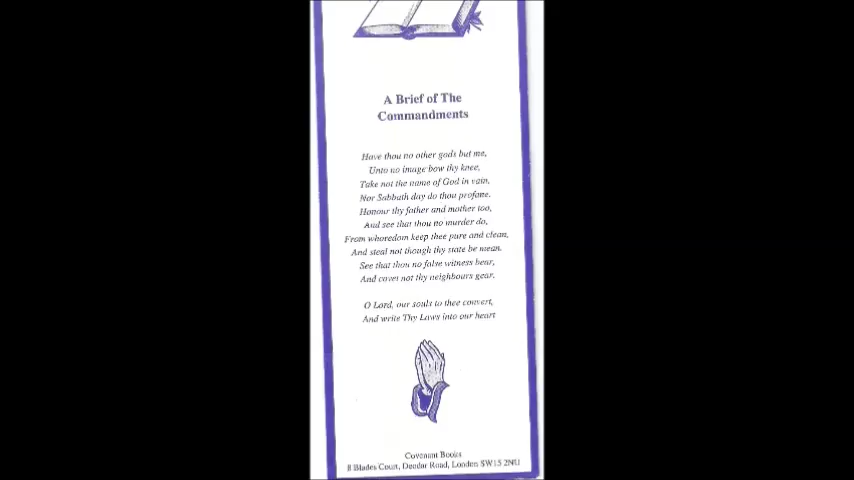 A Brief of The
Commandments
Have thou no other gods but me,
Unto no image bow thy knee,
Take not the name of God in vain,
Nor Sabbath day do thou profane.
Honour thy father and mother too,
And see that thou no murder do,
From whoredom keep thee pure and clean,
And steal not though thy state be mean.
See that thou no false witness bear,
And covet not thy neighbours gear.
O Lord, our souls to thee convert,
And write Thy Laws into our heart
Covenant Books
8 Blades Court, Deodar Road, London SW15 2NU